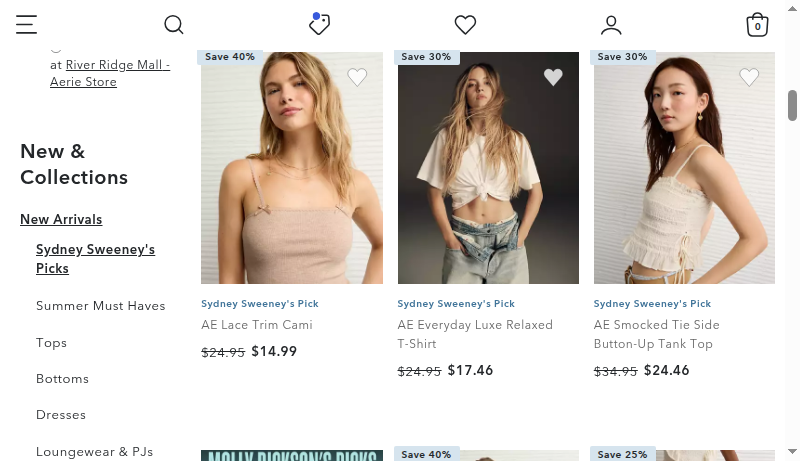 0
at River Ridge Mall -
Aerie Store
New &
Collections
New Arrivals
Sydney Sweeney's
Picks
Summer Must Haves
Tops
Bottoms
Dresses
Loungewear & PJs
Save 40%
Sydney Sweeney's Pick
AE Lace Trim Cami
$24.95 $14.99
Save 30%
Sydney Sweeney's Pick
AE Everyday Luxe Relaxed
T-Shirt
$24.95 $17.46
Save 30%
Sydney Sweeney's Pick
AE Smocked Tie Side
Button-Up Tank Top
$34.95 $24.46
MOLLY DICKSON'S PICKS
Save 40%
Save 25%